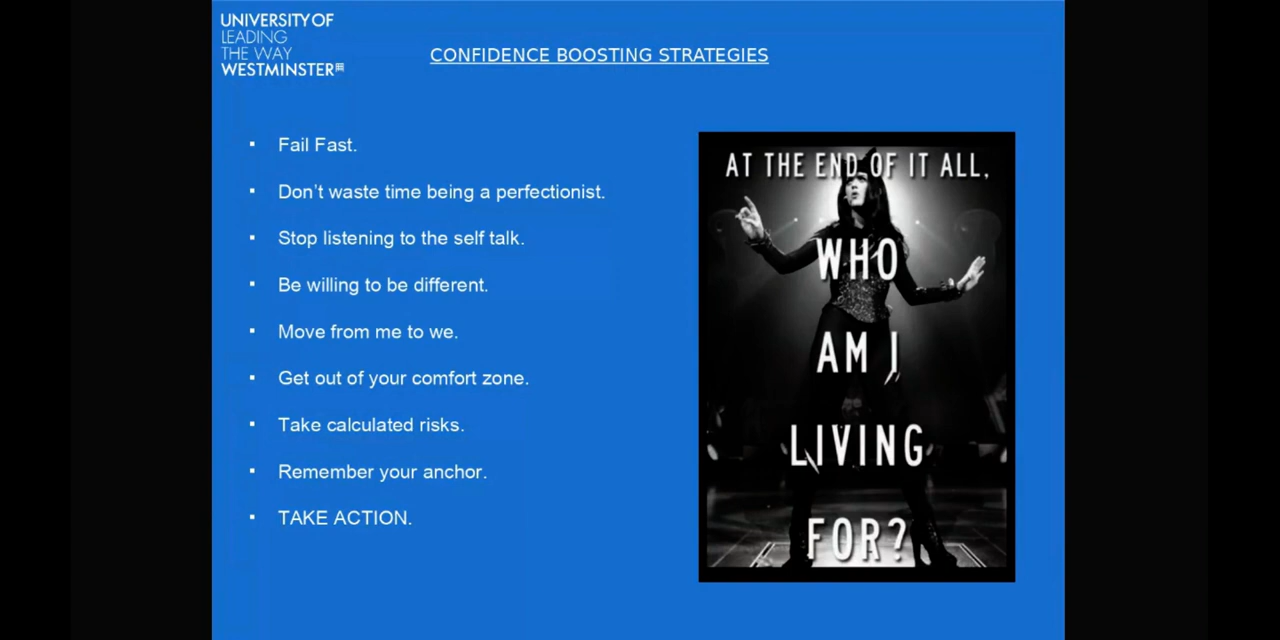 UNIVERSITY OF
LEADING
THE WAY
WESTMINSTER
CONFIDENCE BOOSTING STRATEGIES
▪ Fail Fast.
▪ Don’t waste time being a perfectionist.
▪ Stop listening to the self talk.
▪ Be willing to be different.
▪ Move from me to we.
▪ Get out of your comfort zone.
▪ Take calculated risks.
▪ Remember your anchor.
▪ TAKE ACTION.
AT THE END OF IT ALL,
WHO
AM I
LIVING
FOR?